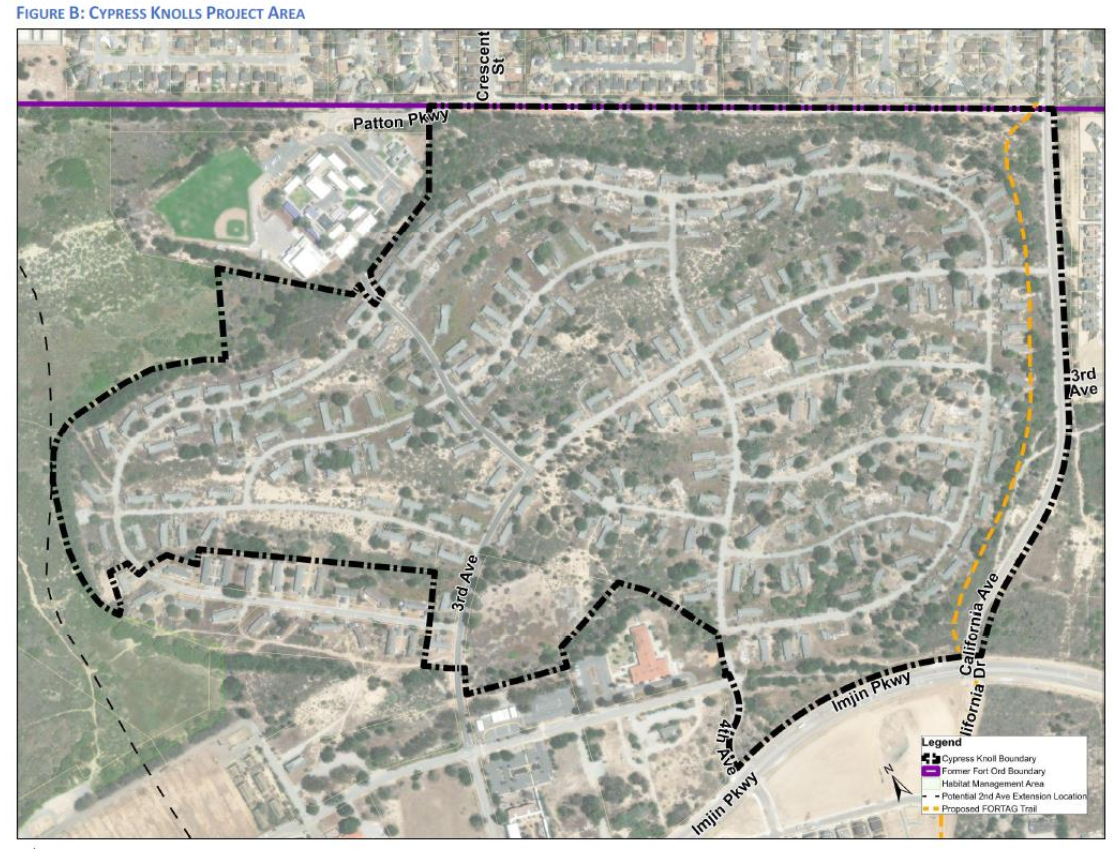 FIGURE B: CYPRESS KNOLLS PROJECT AREA
Crescent
St
Patton Pkwy
3rd
Ave
3rd Ave
California Ave
lifornia Dr
Imjin Pkwy
4th Ave
Imjin Pkwy
N
Legend
Cypress Knoll Boundary
Former Fort Ord Boundary
Habitat Management Area
Potential 2nd Ave Extension Location
Proposed FORTAG Trail